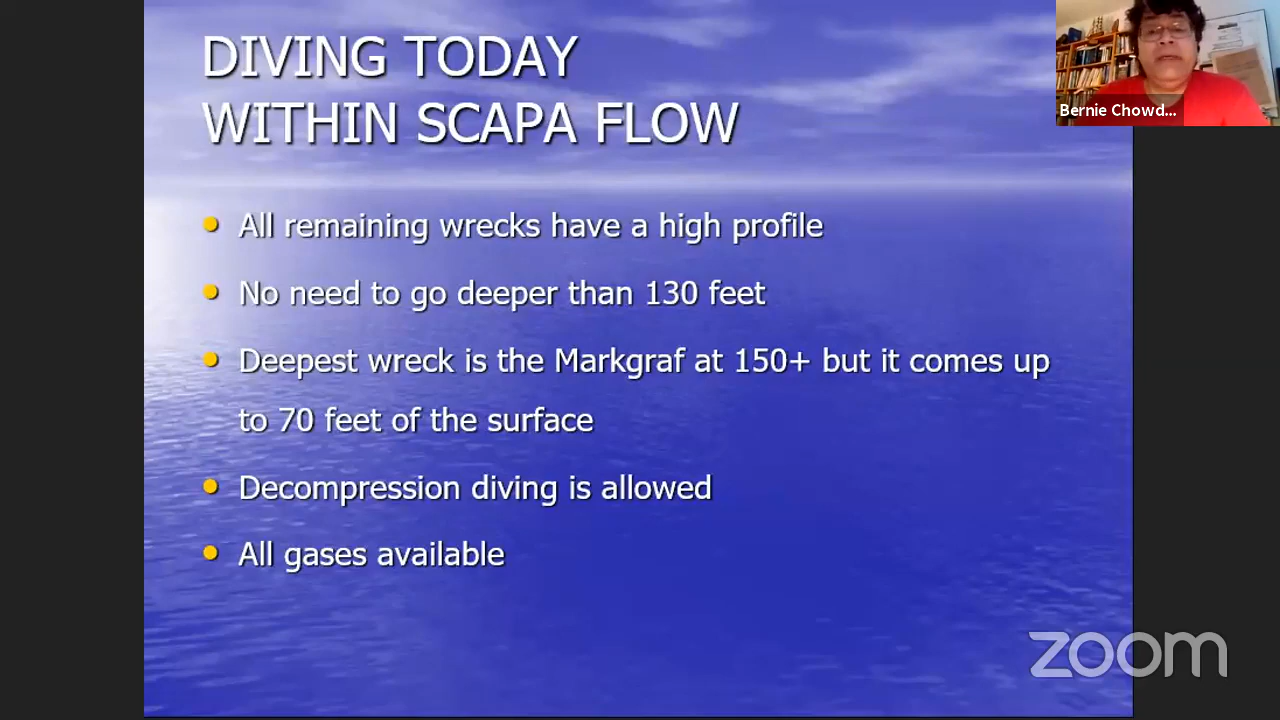 DIVING TODAY
WITHIN SCAPA FLOW
• All remaining wrecks have a high profile
• No need to go deeper than 130 feet
• Deepest wreck is the Markgraf at 150+ but it comes up
to 70 feet of the surface
• Decompression diving is allowed
• All gases available
Bernie Chowd...
zoom